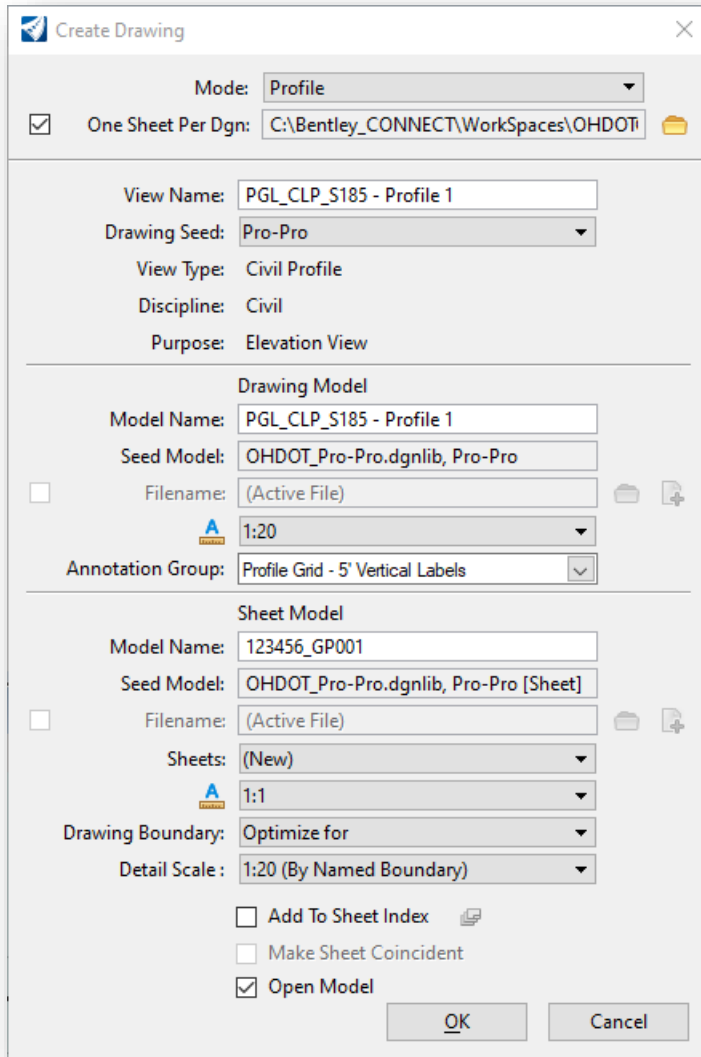 Create Drawing
Mode: Profile
One Sheet Per Dgn: C:\Bentley_CONNECT\WorkSpaces\OHDOT
View Name: PGL_CLP_S185 - Profile 1
Drawing Seed: Pro-Pro
View Type: Civil Profile
Discipline: Civil
Purpose: Elevation View
Drawing Model
Model Name: PGL_CLP_S185 - Profile 1
Seed Model: OHDOT_Pro-Pro.dgnlib, Pro-Pro
Filename: (Active File)
A 1:20
Annotation Group: Profile Grid - 5' Vertical Labels
Sheet Model
Model Name: 123456_GP001
Seed Model: OHDOT_Pro-Pro.dgnlib, Pro-Pro [Sheet]
Filename: (Active File)
Sheets: (New)
A 1:1
Drawing Boundary: Optimize for
Detail Scale : 1:20 (By Named Boundary)
Add To Sheet Index
Make Sheet Coincident
Open Model
OK Cancel